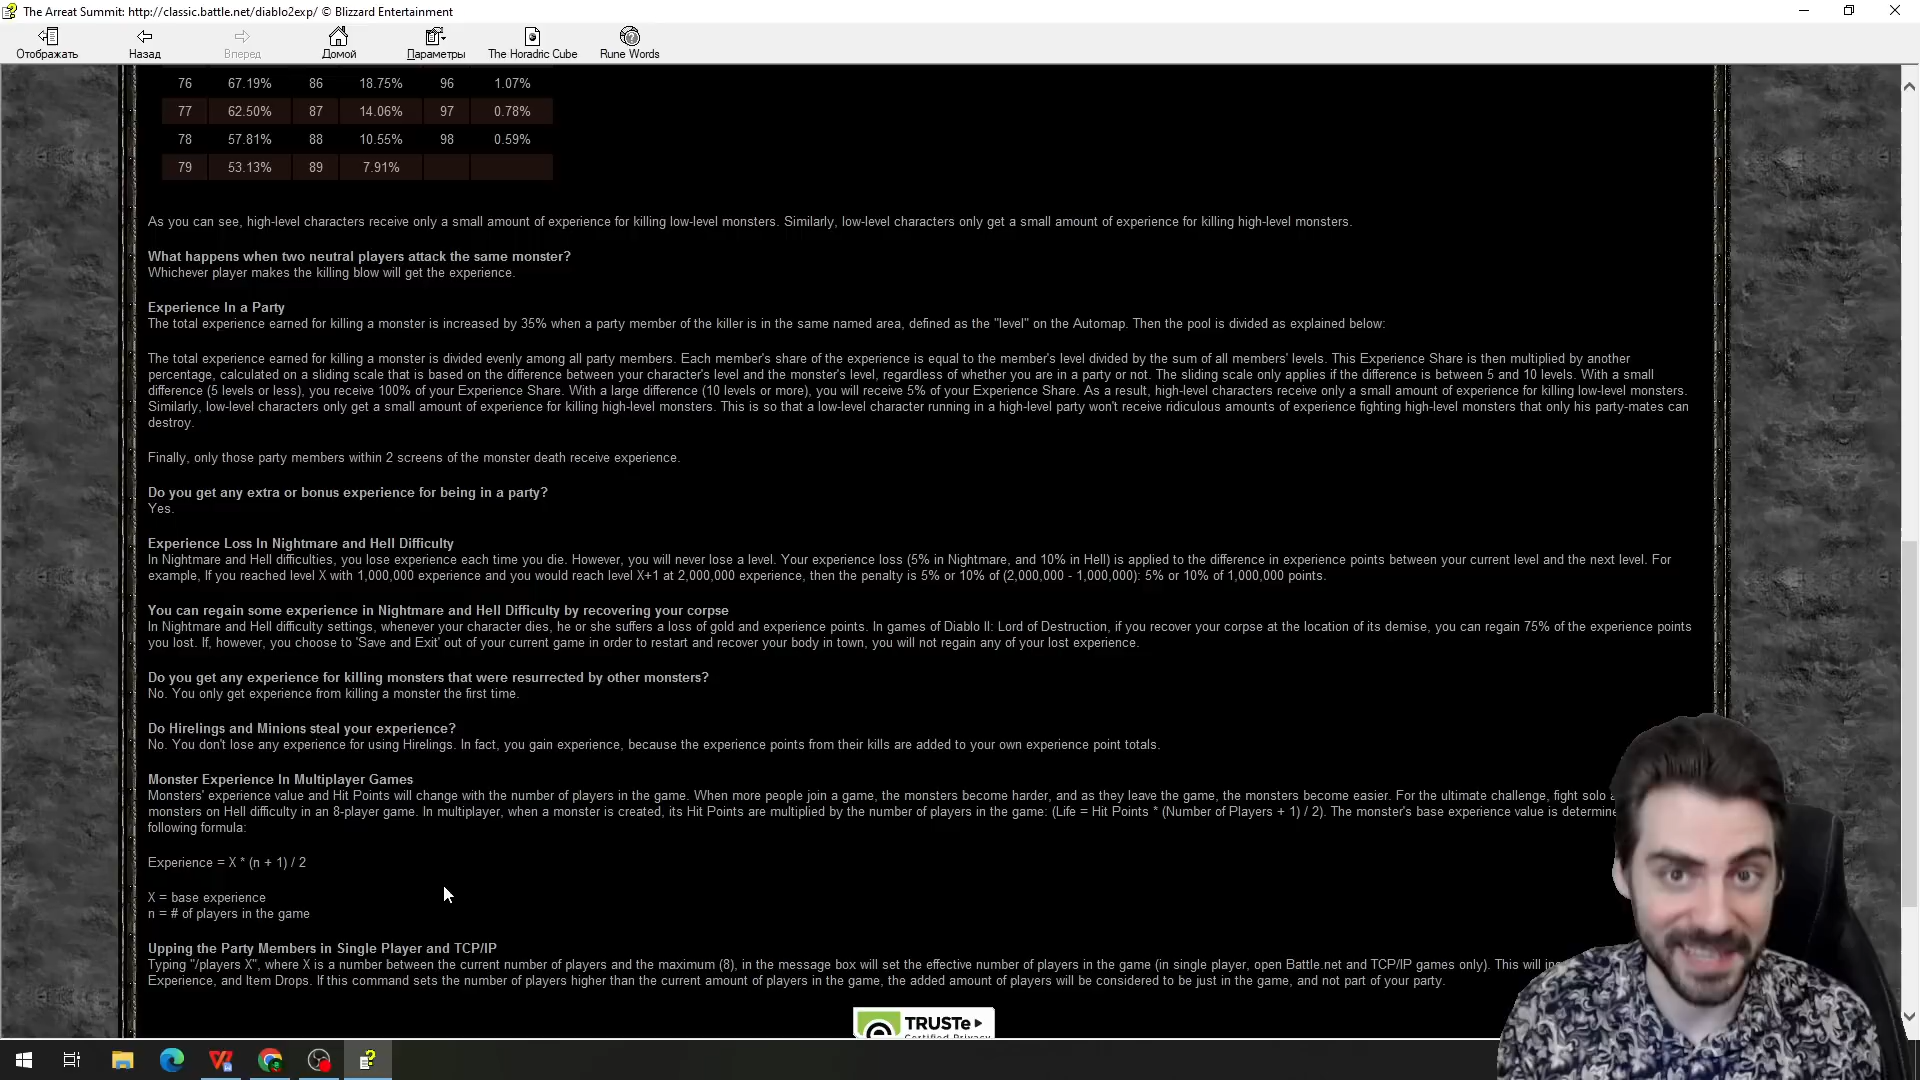 The Arreat Summit: http://classic.battle.net/diablo2exp/ © Blizzard Entertainment
Отображать
Назад
Вперед
Домой
Параметры
The Horadric Cube
Rune Words
76 67.19% 86 18.75% 96 1.07%
77 62.50% 87 14.06% 97 0.78%
78 57.81% 88 10.55% 98 0.59%
79 53.13% 89 7.91%
As you can see, high-level characters receive only a small amount of experience for killing low-level monsters. Similarly, low-level characters only get a small amount of experience for killing high-level monsters.
What happens when two neutral players attack the same monster?
Whichever player makes the killing blow will get the experience.
Experience In a Party
The total experience earned for killing a monster is increased by 35% when a party member of the killer is in the same named area, defined as the "level" on the Automap. Then the pool is divided as explained below:
The total experience earned for killing a monster is divided evenly among all party members. Each member's share of the experience is equal to the member's level divided by the sum of all members' levels. This Experience Share is then multiplied by another
percentage, calculated on a sliding scale that is based on the difference between your character's level and the monster's level, regardless of whether you are in a party or not. The sliding scale only applies if the difference is between 5 and 10 levels. With a small
difference (5 levels or less), you receive 100% of your Experience Share. With a large difference (10 levels or more), you will receive 5% of your Experience Share. As a result, high-level characters receive only a small amount of experience for killing low-level monsters.
Similarly, low-level characters only get a small amount of experience for killing high-level monsters. This is so that a low-level character running in a high-level party won't receive ridiculous amounts of experience fighting high-level monsters that only his party-mates can
destroy.
Finally, only those party members within 2 screens of the monster death receive experience.
Do you get any extra or bonus experience for being in a party?
Yes.
Experience Loss In Nightmare and Hell Difficulty
In Nightmare and Hell difficulties, you lose experience each time you die. However, you will never lose a level. Your experience loss (5% in Nightmare, and 10% in Hell) is applied to the difference in experience points between your current level and the next level. For
example, If you reached level X with 1,000,000 experience and you would reach level X+1 at 2,000,000 experience, then the penalty is 5% or 10% of (2,000,000 - 1,000,000): 5% or 10% of 1,000,000 points.
You can regain some experience in Nightmare and Hell Difficulty by recovering your corpse
In Nightmare and Hell difficulty settings, whenever your character dies, he or she suffers a loss of gold and experience points. In games of Diablo II: Lord of Destruction, if you recover your corpse at the location of its demise, you can regain 75% of the experience points
you lost. If, however, you choose to 'Save and Exit' out of your current game in order to restart and recover your body in town, you will not regain any of your lost experience.
Do you get any experience for killing monsters that were resurrected by other monsters?
No. You only get experience from killing a monster the first time.
Do Hirelings and Minions steal your experience?
No. You don't lose any experience for using Hirelings. In fact, you gain experience, because the experience points from their kills are added to your own experience point totals.
Monster Experience In Multiplayer Games
Monsters' experience value and Hit Points will change with the number of players in the game. When more people join a game, the monsters become harder, and as they leave the game, the monsters become easier. For the ultimate challenge, fight solo
monsters on Hell difficulty in an 8-player game. In multiplayer, when a monster is created, its Hit Points are multiplied by the number of players in the game: (Life = Hit Points * (Number of Players + 1) / 2). The monster's base experience value is
following formula:
Experience = X * (n + 1) / 2
X = base experience
n = # of players in the game
Upping the Party Members in Single Player and TCP/IP
Typing "/players X", where X is a number between the current number of players and the maximum (8), in the message box will set the effective number of players in the game (in single player, open Battle.net and TCP/IP games only). This will
Experience, and Item Drops. If this command sets the number of players higher than the current amount of players in the game, the added amount of players will be considered to be just in the game, and not part of your party.
TRUSTe
Certified Privacy